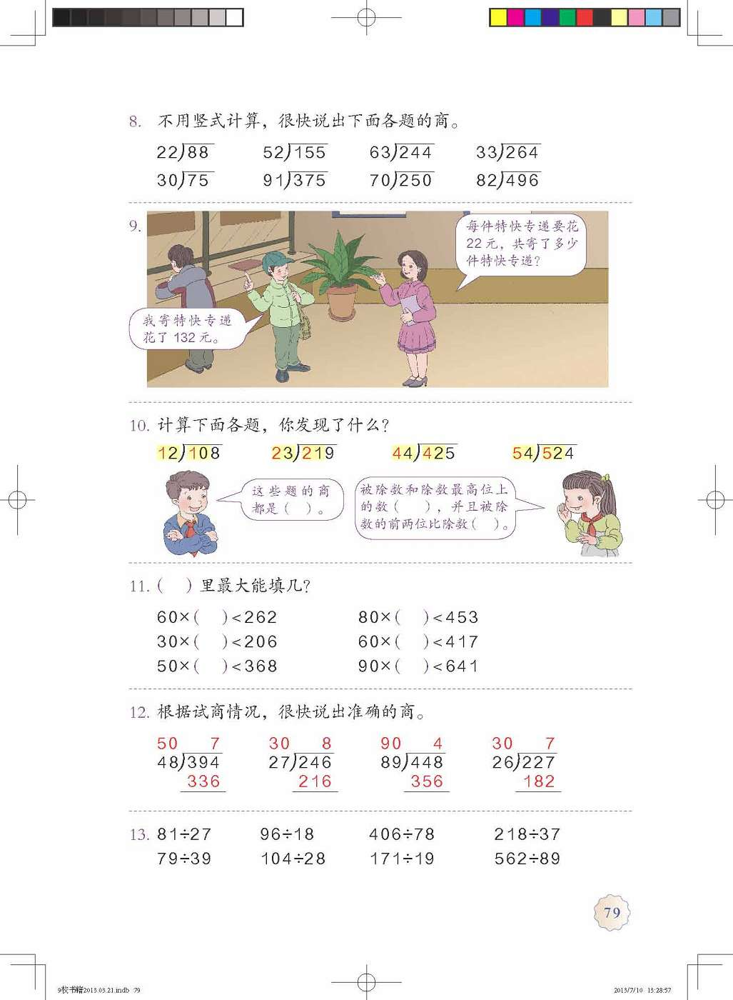 8. 不用竖式计算，很快说出下面各题的商。
22)88 52)155 63)244 33)264
30)75 91)375 70)250 82)496
9.
每件特快专递要花
22元，共寄了多少
件特快专递？
我寄特快专递
花了132元。
10. 计算下面各题，你发现了什么？
12)108 23)219 44)425 54)524
这些题的商
都是（ ）。
被除数和除数最高位上
的数（ ），并且被除
数的前两位比除数（ ）。
11. （ ）里最大能填几？
60×（ ）<262 80×（ ）<453
30×（ ）<206 60×（ ）<417
50×（ ）<368 90×（ ）<641
12. 根据试商情况，很快说出准确的商。
50 7 30 8 90 4 30 7
48)394 27)246 89)448 26)227
336 216 356 182
13. 81÷27 96÷18 406÷78 218÷37
79÷39 104÷28 171÷19 562÷89
79
9校书籍2013.03.21.indb 79 2013/7/10 13:28:57